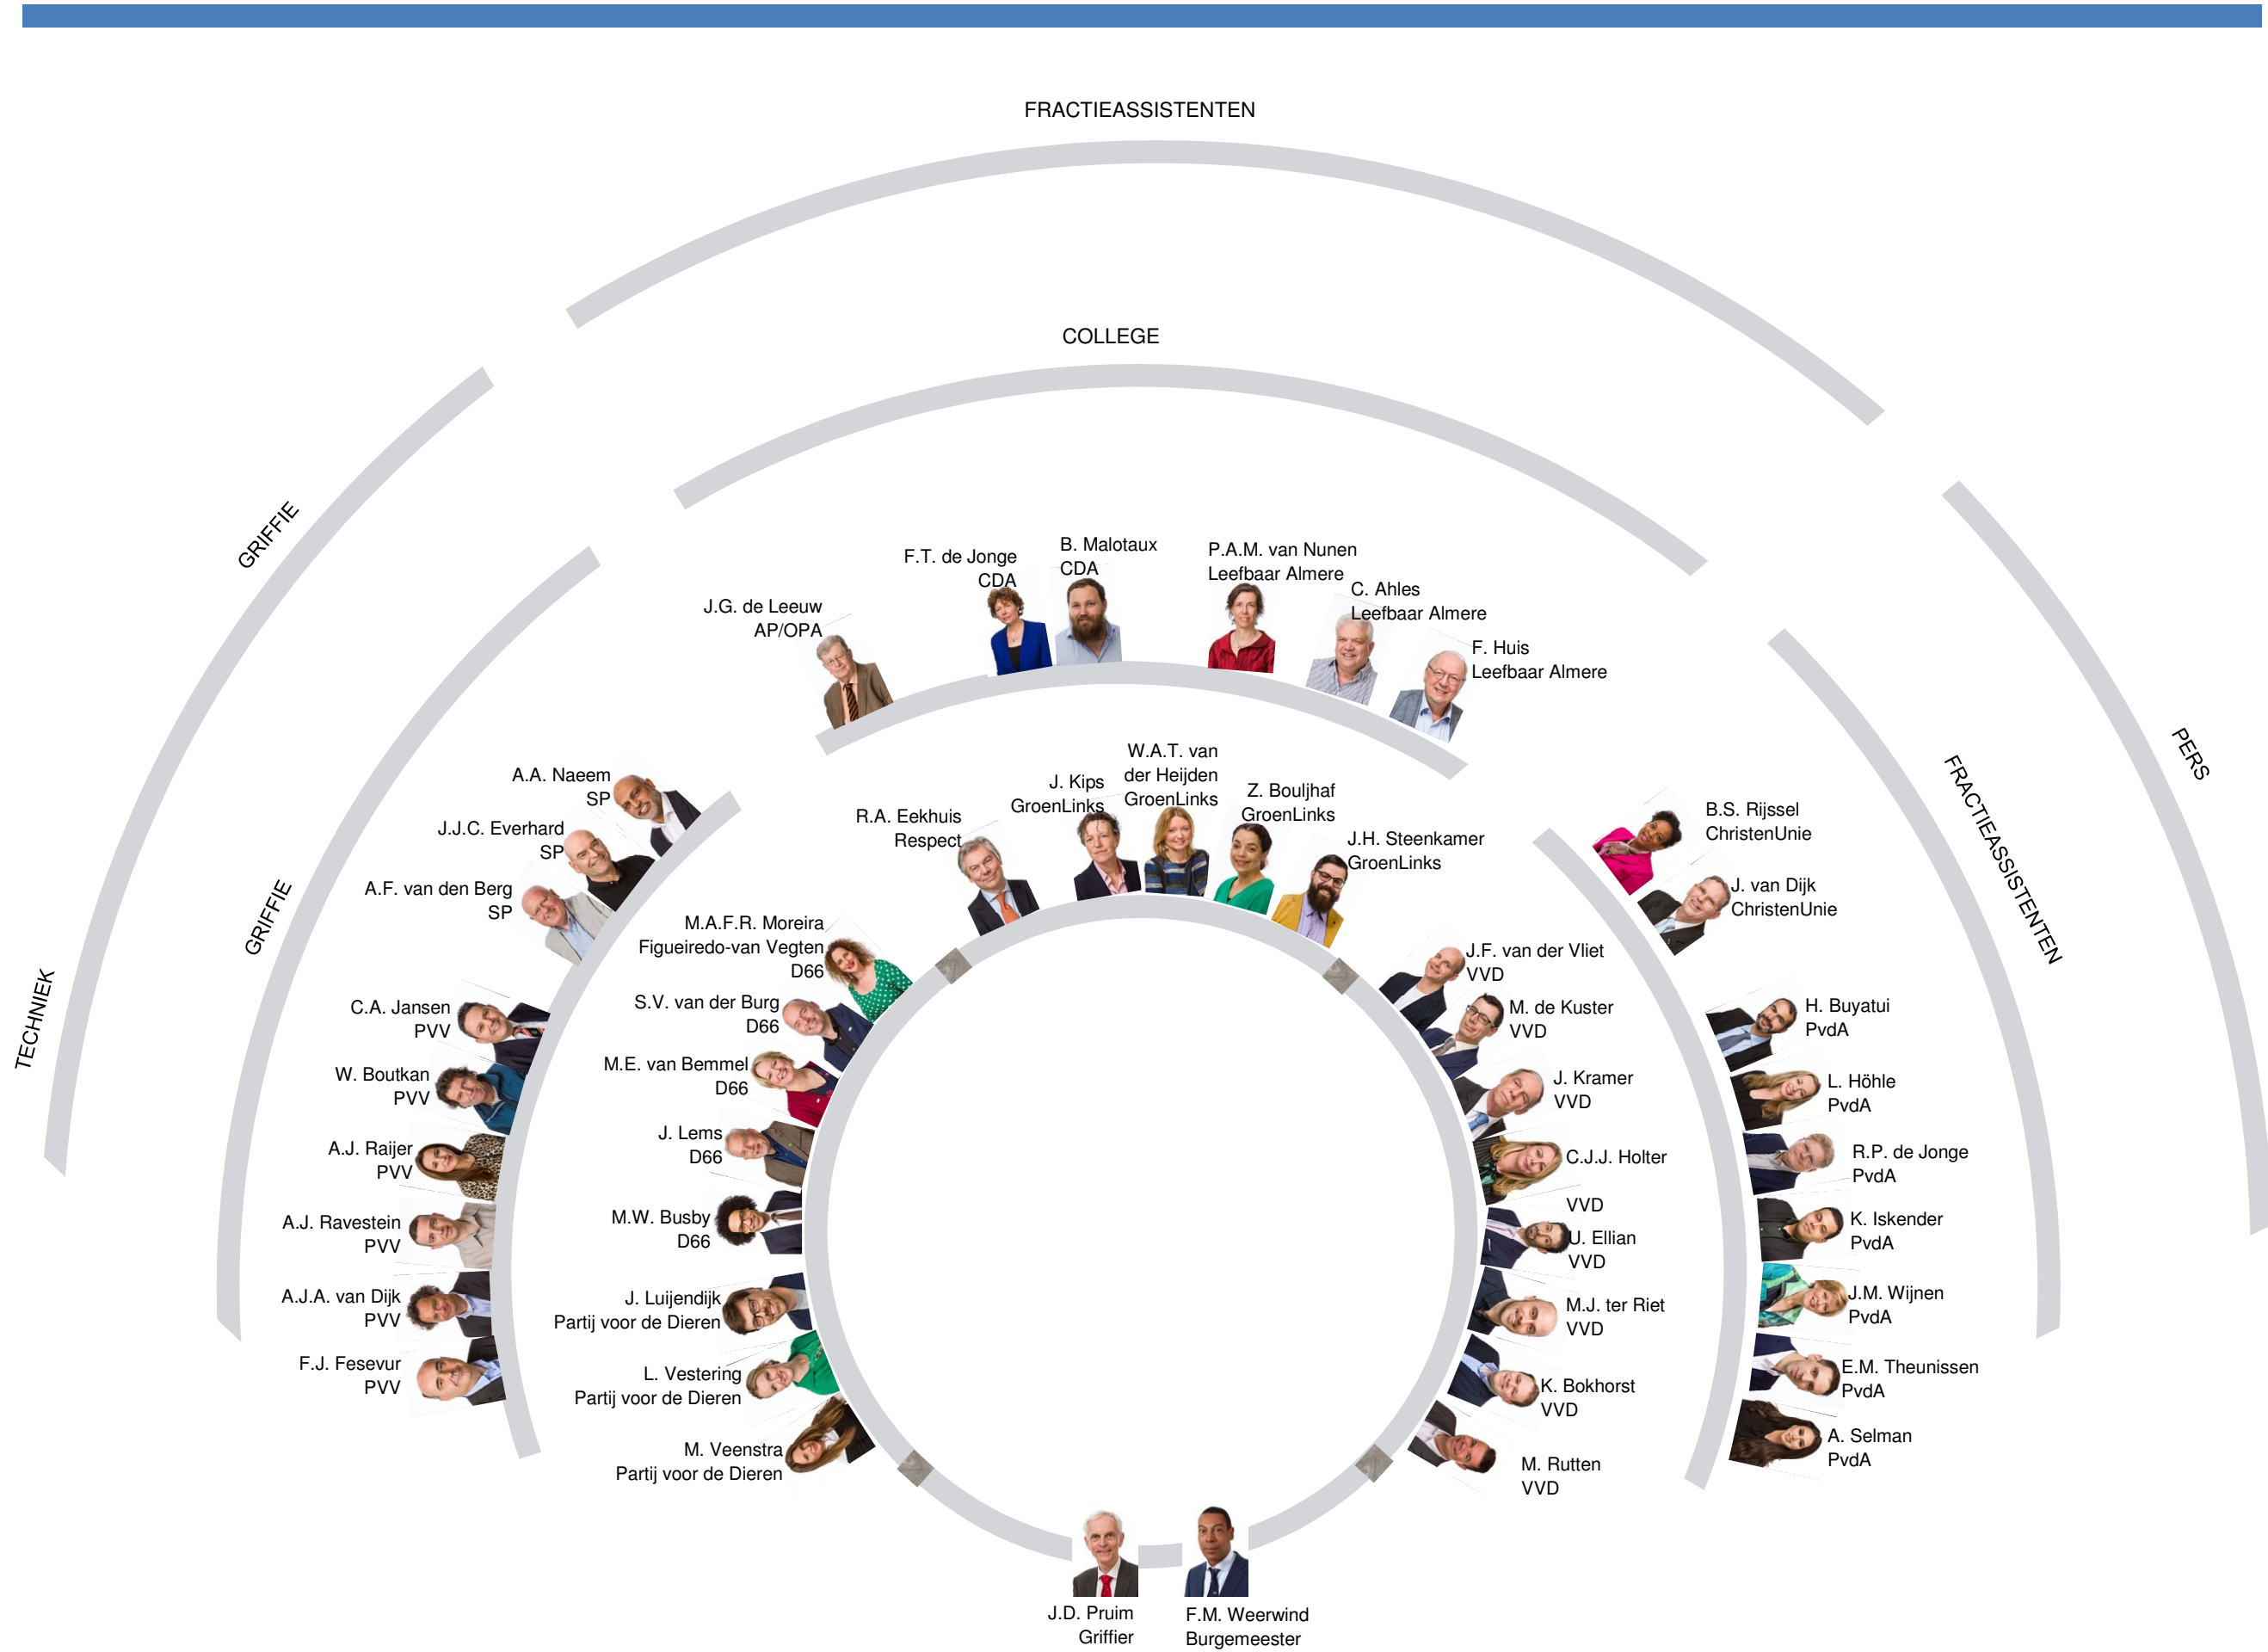 FRACTIEASSISTENTEN
COLLEGE
GRIFFIE
GRIFFIE
TECHNIEK
PERS
FRACTIEASSISTENTEN
J.G. de Leeuw
AP/OPA
F.T. de Jonge
CDA
B. Malotaux
CDA
P.A.M. van Nunen
Leefbaar Almere
C. Ahles
Leefbaar Almere
F. Huis
Leefbaar Almere
A.A. Naeem
SP
J.J.C. Everhard
SP
A.F. van den Berg
SP
C.A. Jansen
PVV
W. Boutkan
PVV
A.J. Raijer
PVV
A.J. Ravestein
PVV
A.J.A. van Dijk
PVV
F.J. Fesevur
PVV
R.A. Eekhuis
Respect
J. Kips
GroenLinks
W.A.T. van
der Heijden
GroenLinks
Z. Bouljhaf
GroenLinks
J.H. Steenkamer
GroenLinks
M.A.F.R. Moreira
Figueiredo-van Vegten
D66
S.V. van der Burg
D66
M.E. van Bemmel
D66
J. Lems
D66
M.W. Busby
D66
J. Luijendijk
Partij voor de Dieren
L. Vestering
Partij voor de Dieren
M. Veenstra
Partij voor de Dieren
J.F. van der Vliet
VVD
M. de Kuster
VVD
J. Kramer
VVD
C.J.J. Holter
VVD
U. Ellian
VVD
M.J. ter Riet
VVD
K. Bokhorst
VVD
M. Rutten
VVD
B.S. Rijssel
ChristenUnie
J. van Dijk
ChristenUnie
H. Buyatui
PvdA
L. Höhle
PvdA
R.P. de Jonge
PvdA
K. Iskender
PvdA
J.M. Wijnen
PvdA
E.M. Theunissen
PvdA
A. Selman
PvdA
J.D. Pruim
Griffier
F.M. Weerwind
Burgemeester